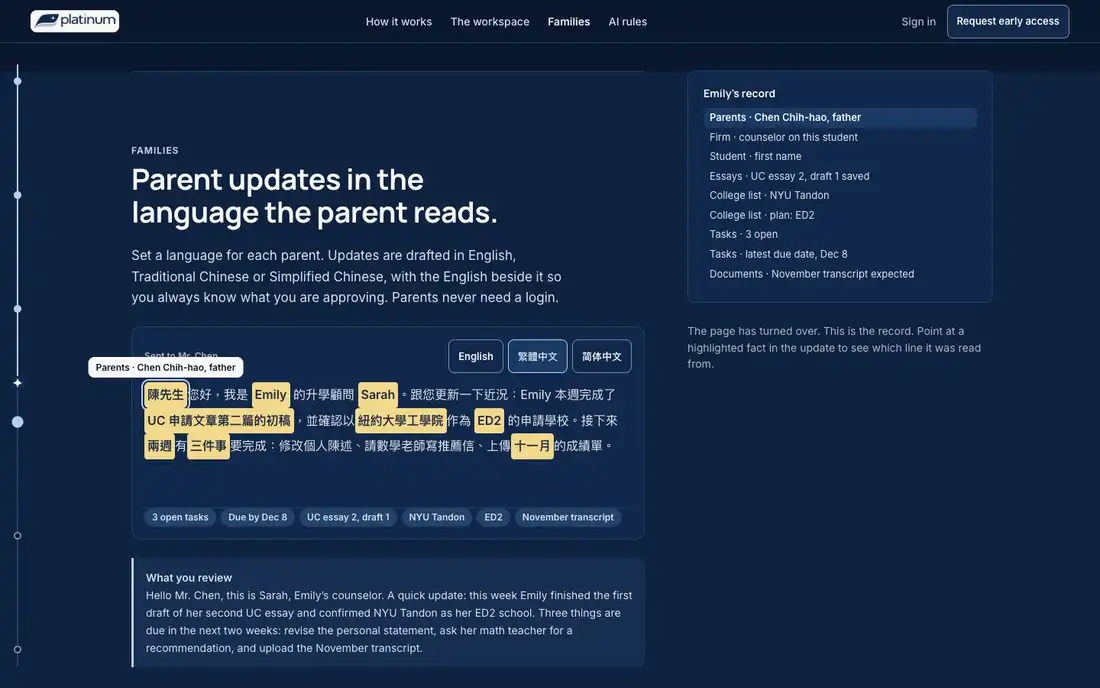 platinum
How it works
The workspace
Families
AI rules
Sign in
Request early access
FAMILIES
Parent updates in the
language the parent reads.
Set a language for each parent. Updates are drafted in English,
Traditional Chinese or Simplified Chinese, with the English beside it so
you always know what you are approving. Parents never need a login.
Sent to Mr. Chen
English
繁體中文
简体中文
Parents · Chen Chih-hao, father
陳先生您好，我是 Emily 的升學顧問 Sarah。跟您更新一下近況：Emily 本週完成了
UC 申請文章第二篇的初稿，並確認以紐約大學工學院作為 ED2 的申請學校。接下來
兩週有三件事要完成：修改個人陳述、請數學老師寫推薦信、上傳十一月的成績單。
3 open tasks
Due by Dec 8
UC essay 2, draft 1
NYU Tandon
ED2
November transcript
What you review
Hello Mr. Chen, this is Sarah, Emily's counselor. A quick update: this week Emily finished the first
draft of her second UC essay and confirmed NYU Tandon as her ED2 school. Three things are
due in the next two weeks: revise the personal statement, ask her math teacher for a
recommendation, and upload the November transcript.
Emily's record
Parents · Chen Chih-hao, father
Firm · counselor on this student
Student · first name
Essays · UC essay 2, draft 1 saved
College list · NYU Tandon
College list · plan: ED2
Tasks · 3 open
Tasks · latest due date, Dec 8
Documents · November transcript expected
The page has turned over. This is the record. Point at a
highlighted fact in the update to see which line it was read
from.